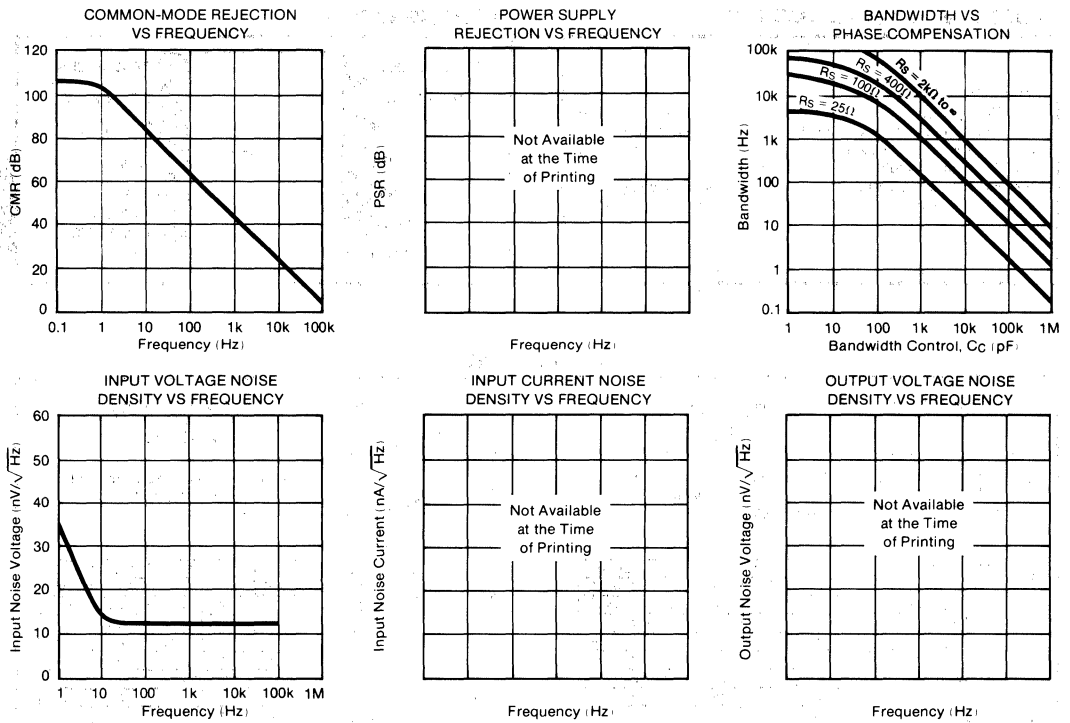 COMMON-MODE REJECTION
VS FREQUENCY
120
100
80
60
40
20
0
CMR (dB)
0.1 1 10 100 1k 10k 100k
Frequency (Hz)
POWER SUPPLY
REJECTION VS FREQUENCY
PSR (dB)
Not Available
at the Time
of Printing
Frequency (Hz)
BANDWIDTH VS
PHASE COMPENSATION
100k
10k
1k
100
10
1
0.1
Bandwidth (Hz)
RS = 2kΩ to ∞
RS = 400Ω
RS = 100Ω
RS = 25Ω
1 10 100 1k 10k 100k 1M
Bandwidth Control, CC (pF)
INPUT VOLTAGE NOISE
DENSITY VS FREQUENCY
60
50
40
30
20
10
0
Input Noise Voltage (nV/√Hz)
1 10 100 1k 10k 100k 1M
Frequency (Hz)
INPUT CURRENT NOISE
DENSITY VS FREQUENCY
Input Noise Current (nA/√Hz)
Not Available
at the Time
of Printing
Frequency (Hz)
OUTPUT VOLTAGE NOISE
DENSITY VS FREQUENCY
Output Noise Voltage (nV/√Hz)
Not Available
at the Time
of Printing
Frequency (Hz)